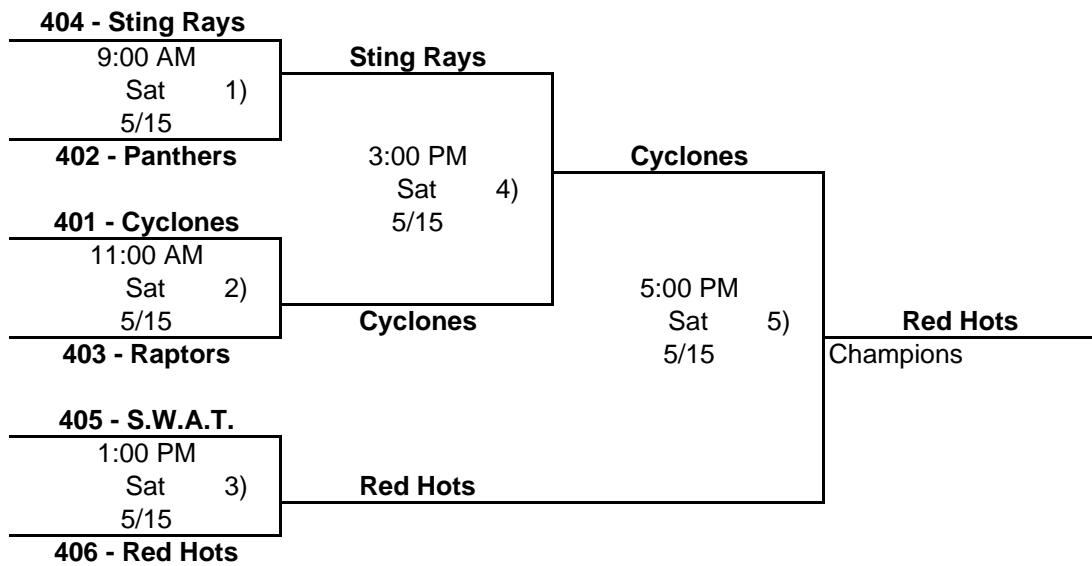 404 - Sting Rays
9:00 AM
Sat 1)
5/15
402 - Panthers
401 - Cyclones
11:00 AM
Sat 2)
5/15
403 - Raptors
405 - S.W.A.T.
1:00 PM
Sat 3)
5/15
406 - Red Hots
Sting Rays
3:00 PM
Sat 4)
5/15
Cyclones
Red Hots
Cyclones
5:00 PM
Sat 5)
5/15
Red Hots
Champions